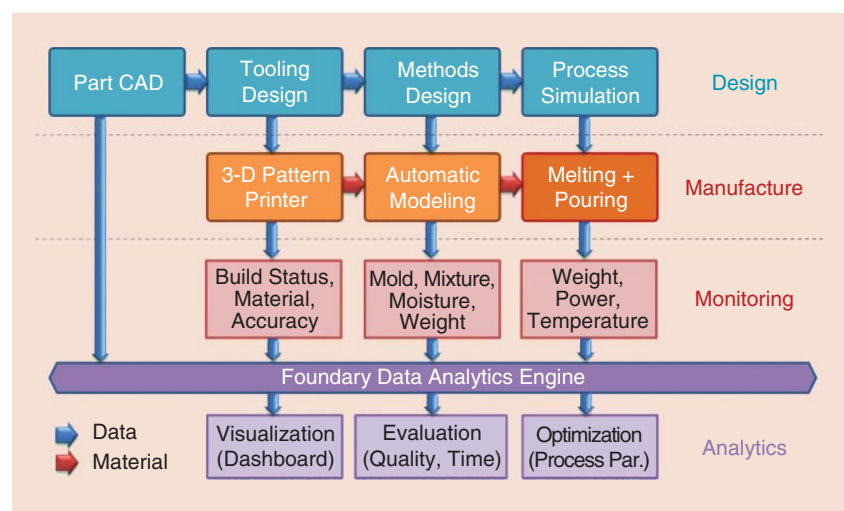 Part CAD
Tooling
Design
Methods
Design
Process
Simulation
Design
3-D Pattern
Printer
Automatic
Modeling
Melting +
Pouring
Manufacture
Build Status,
Material,
Accuracy
Mold, Mixture,
Moisture,
Weight
Weight,
Power,
Temperature
Monitoring
Foundary Data Analytics Engine
Data
Material
Visualization
(Dashboard)
Evaluation
(Quality, Time)
Optimization
(Process Par.)
Analytics